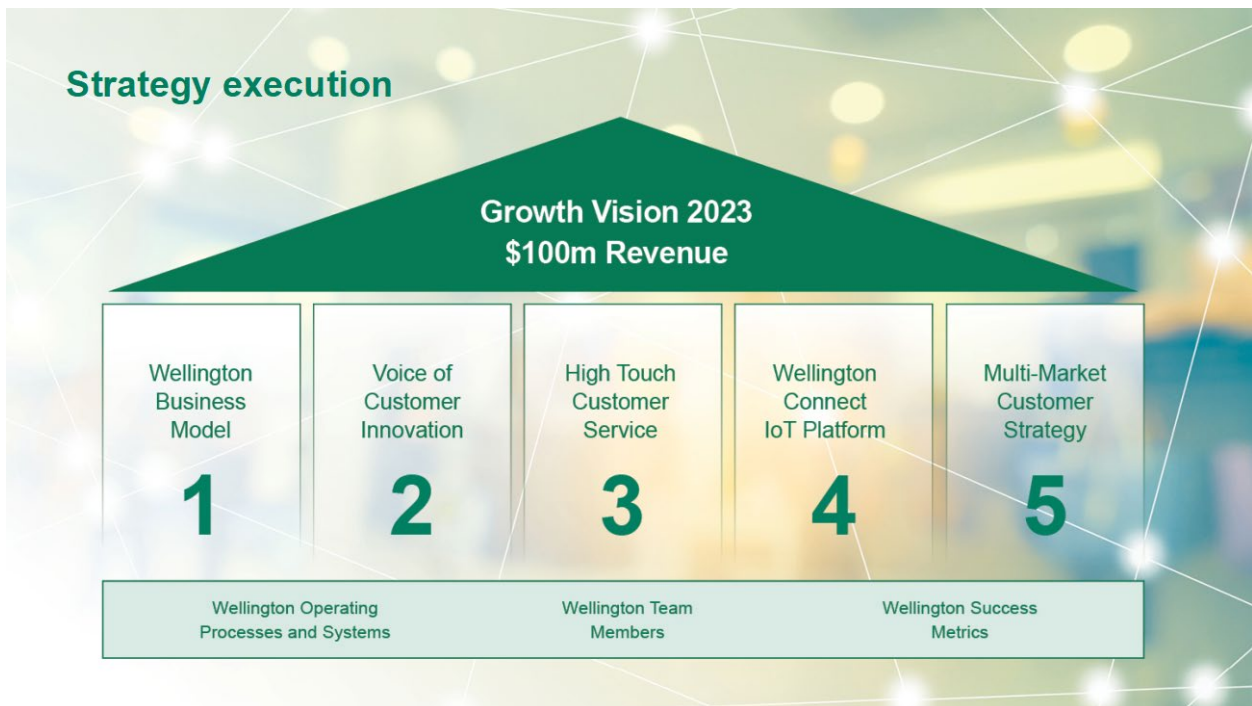 Strategy execution
Growth Vision 2023
$100m Revenue
Wellington
Business
Model
1
Voice of
Customer
Innovation
2
High Touch
Customer
Service
3
Wellington
Connect
IoT Platform
4
Multi-Market
Customer
Strategy
5
Wellington Operating
Processes and Systems
Wellington Team
Members
Wellington Success
Metrics